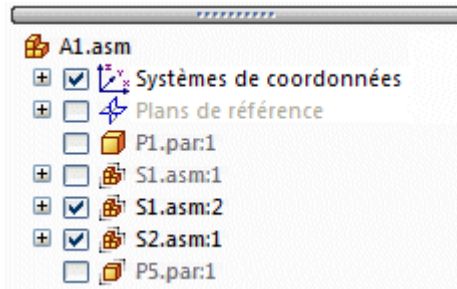 A1.asm
Systèmes de coordonnées
Plans de référence
P1.par:1
S1.asm:1
S1.asm:2
S2.asm:1
P5.par:1